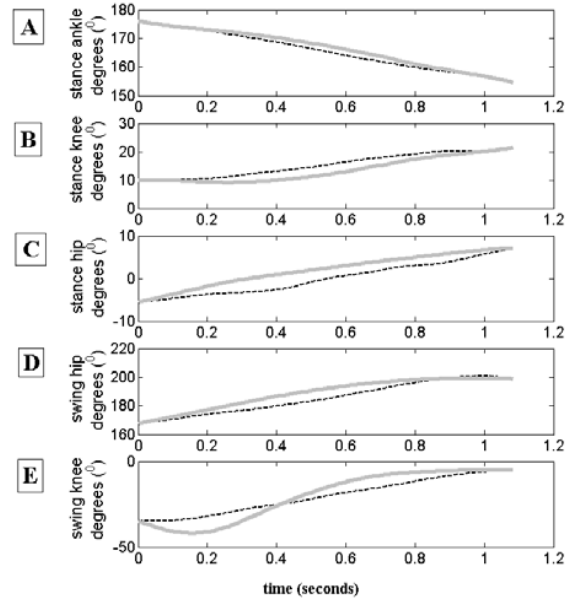 A
stance ankle
degrees (⁰)
180
170
160
150
0 0.2 0.4 0.6 0.8 1 1.2
B
stance knee
degrees (⁰)
30
20
10
0
0 0.2 0.4 0.6 0.8 1 1.2
C
stance hip
degrees (⁰)
10
0
-10
0 0.2 0.4 0.6 0.8 1 1.2
D
swing hip
degrees (⁰)
220
200
180
160
0 0.2 0.4 0.6 0.8 1 1.2
E
swing knee
degrees (⁰)
0
-50
0 0.2 0.4 0.6 0.8 1 1.2
time (seconds)